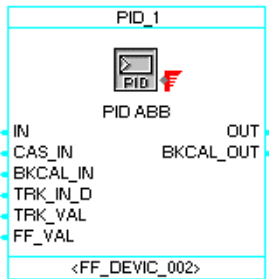 PID_1
PID
PID ABB
IN OUT
CAS_IN BKCAL_OUT
BKCAL_IN
TRK_IN_D
TRK_VAL
FF_VAL
<FF_DEVIC_002>